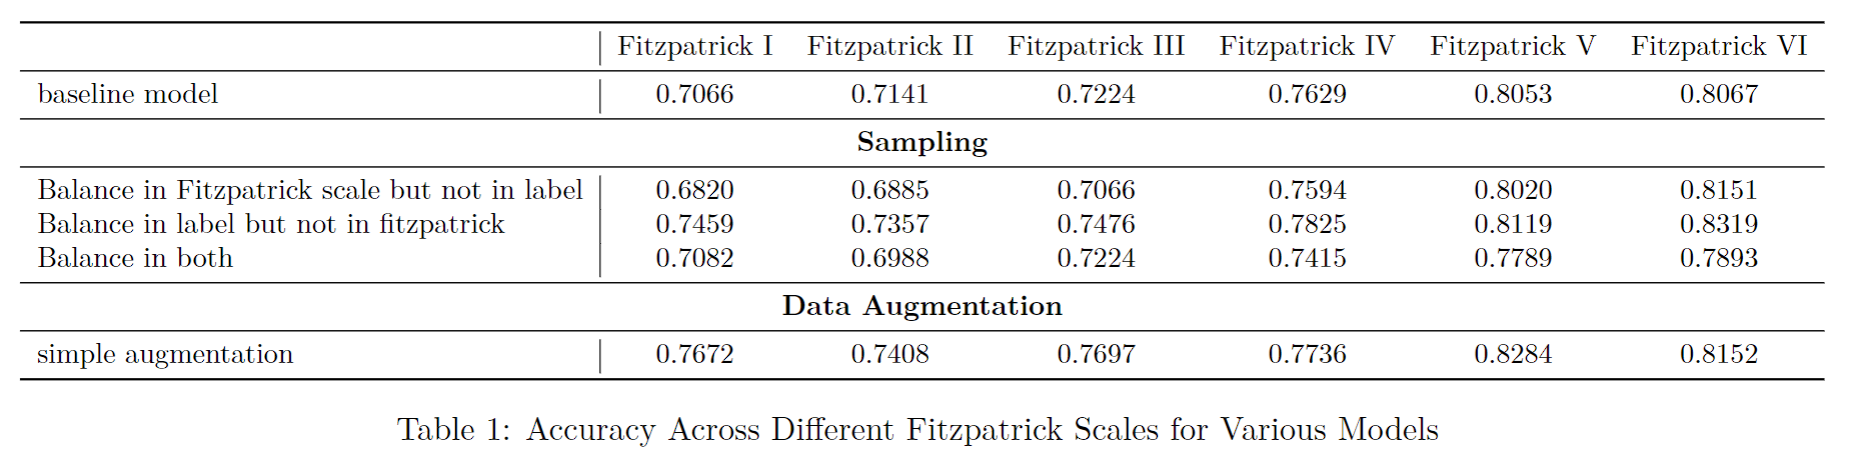 Fitzpatrick I Fitzpatrick II Fitzpatrick III Fitzpatrick IV Fitzpatrick V Fitzpatrick VI
baseline model 0.7066 0.7141 0.7224 0.7629 0.8053 0.8067
Sampling
Balance in Fitzpatrick scale but not in label 0.6820 0.6885 0.7066 0.7594 0.8020 0.8151
Balance in label but not in fitzpatrick 0.7459 0.7357 0.7476 0.7825 0.8119 0.8319
Balance in both 0.7082 0.6988 0.7224 0.7415 0.7789 0.7893
Data Augmentation
simple augmentation 0.7672 0.7408 0.7697 0.7736 0.8284 0.8152
Table 1: Accuracy Across Different Fitzpatrick Scales for Various Models